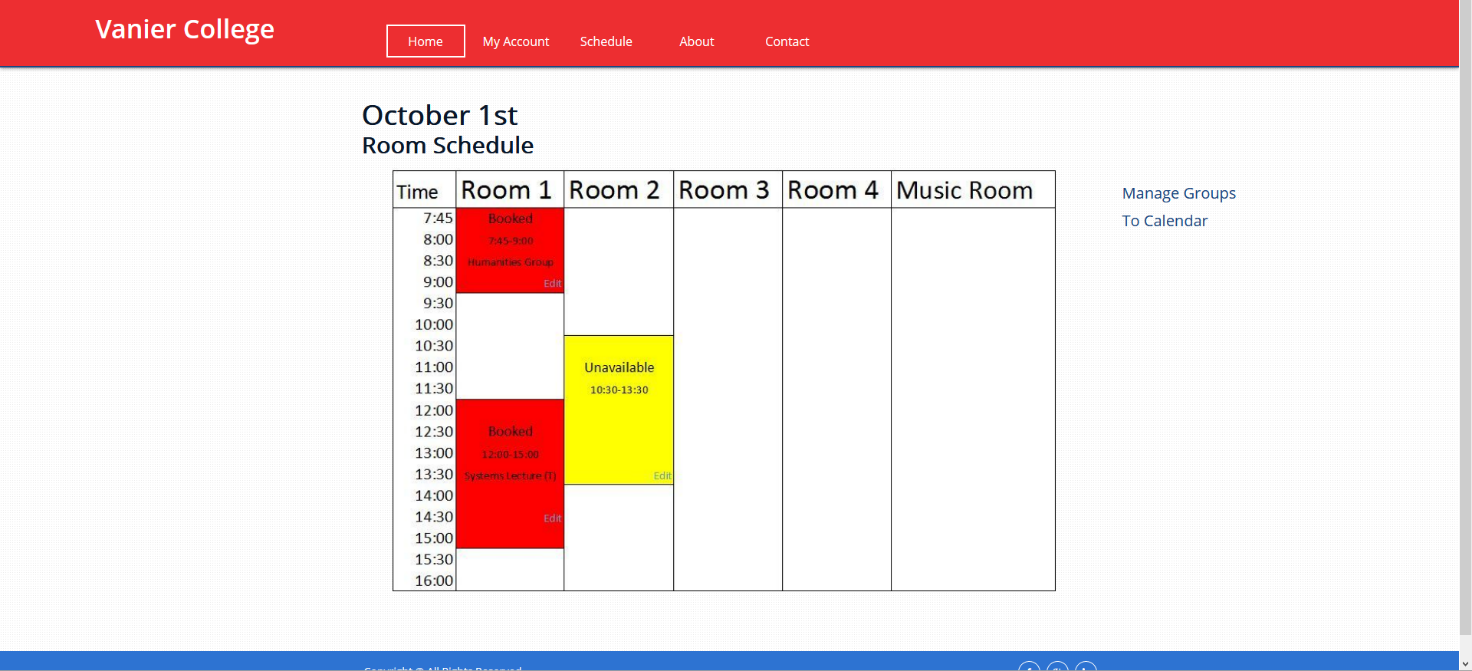 Vanier College
Home My Account Schedule About Contact
October 1st
Room Schedule
Time Room 1 Room 2 Room 3 Room 4 Music Room
7:45 Booked
8:00 7:45-9:00
8:30 Humanities Group
9:00 Edit
9:30
10:00
10:30
11:00 Unavailable
11:30 10:30-13:30
12:00
12:30 Booked
13:00 12:00-15:00
13:30 Systems Lecture (T) Edit
14:00
14:30 Edit
15:00
15:30
16:00
Manage Groups
To Calendar
Copyright © All Rights Reserved